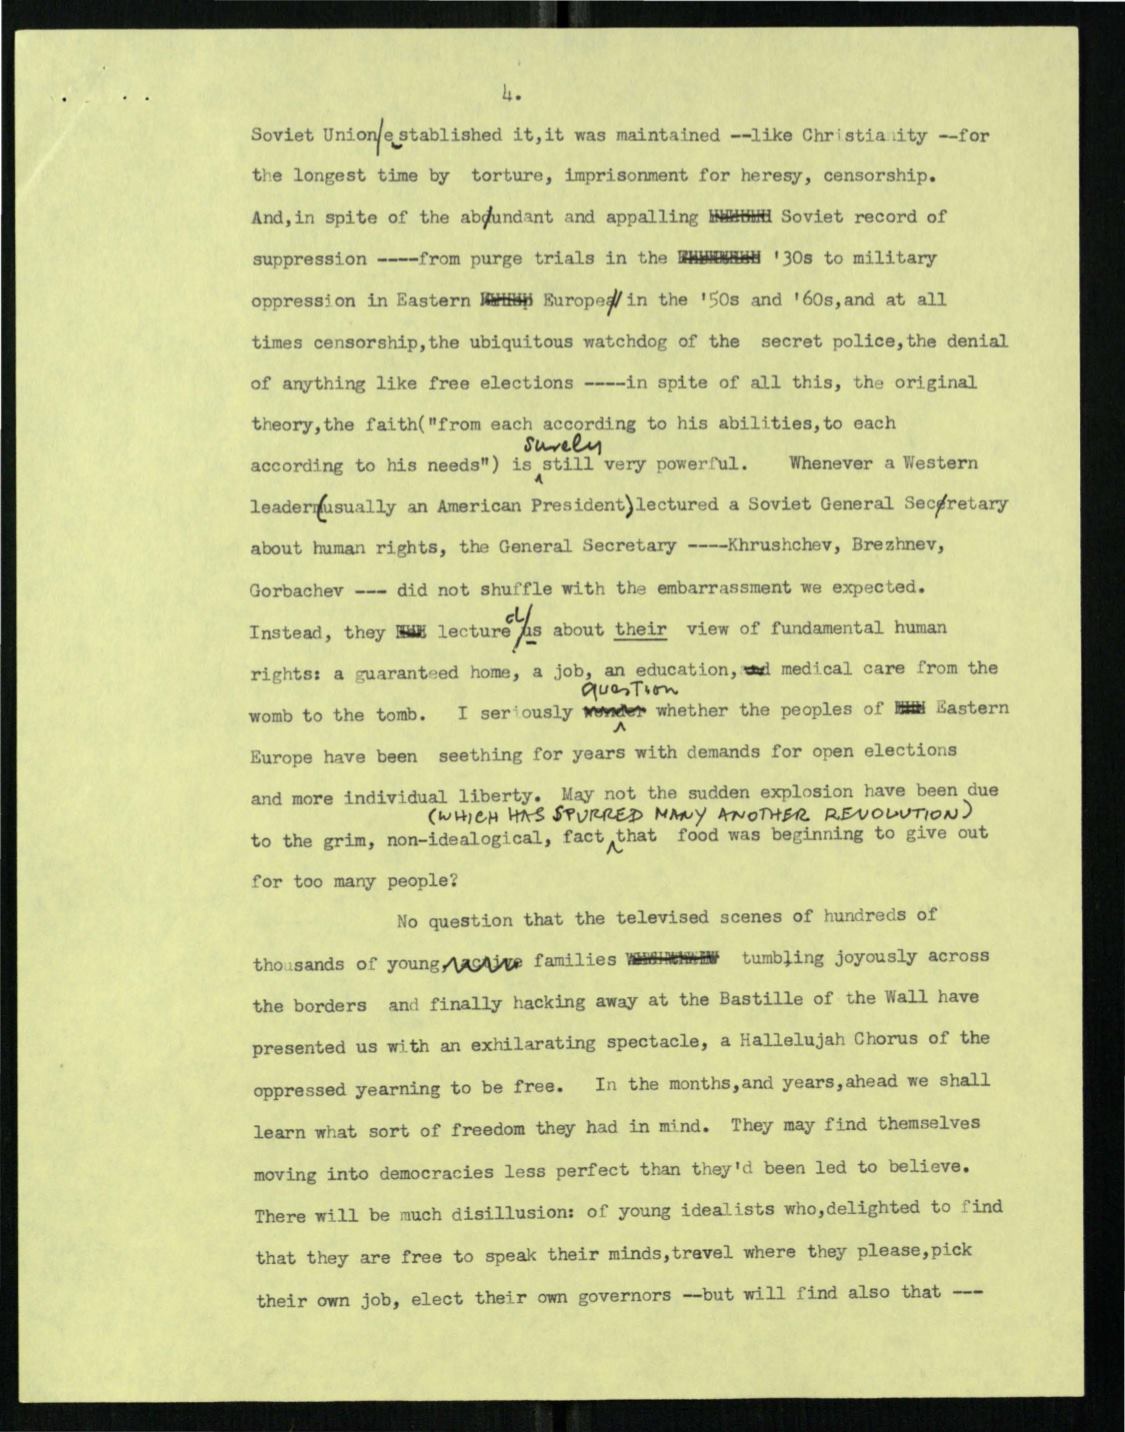 4.
Soviet Union established it,it was maintained --like Christianity --for
the longest time by torture, imprisonment for heresy, censorship.
And,in spite of the abundant and appalling Soviet record of
suppression ----from purge trials in the '30s to military
oppression in Eastern Europe in the '50s and '60s,and at all
times censorship,the ubiquitous watchdog of the secret police,the denial
of anything like free elections ----in spite of all this, the original
theory,the faith("from each according to his abilities,to each
surely
according to his needs") is still very powerful. Whenever a Western
leader(usually an American President)lectured a Soviet General Secretary
about human rights, the General Secretary ----Khrushchev, Brezhnev,
Gorbachev --- did not shuffle with the embarrassment we expected.
d/
Instead, they lecture us about their view of fundamental human
rights: a guaranteed home, a job, an education, medical care from the
question
womb to the tomb. I seriously wonder whether the peoples of Eastern
Europe have been seething for years with demands for open elections
and more individual liberty. May not the sudden explosion have been due
(WHICH HAS SPURRED MANY ANOTHER REVOLUTION)
to the grim, non-idealogical, fact that food was beginning to give out
for too many people?
No question that the televised scenes of hundreds of
thousands of young families tumbling joyously across
the borders and finally hacking away at the Bastille of the Wall have
presented us with an exhilarating spectacle, a Hallelujah Chorus of the
oppressed yearning to be free. In the months,and years,ahead we shall
learn what sort of freedom they had in mind. They may find themselves
moving into democracies less perfect than they'd been led to believe.
There will be much disillusion: of young idealists who,delighted to find
that they are free to speak their minds,travel where they please,pick
their own job, elect their own governors --but will find also that ---